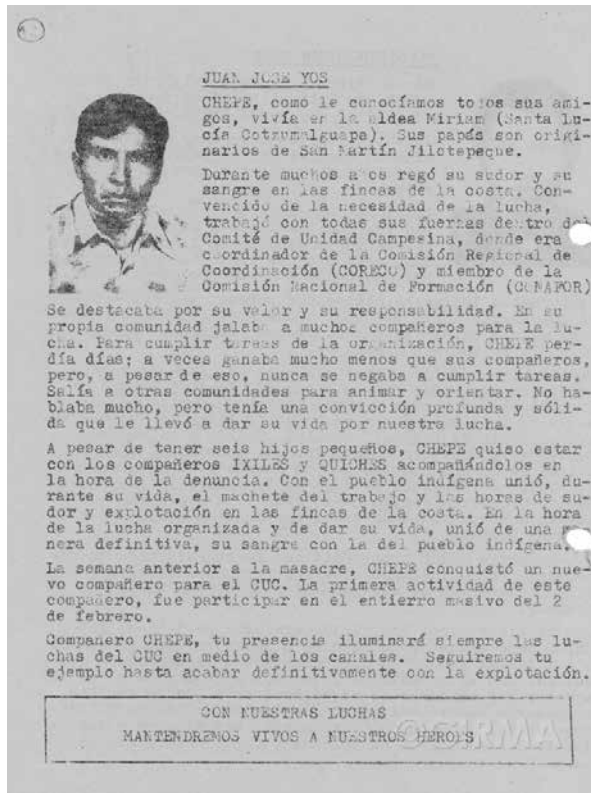 JUAN JOSE YOS
CHEPE, como le conocíamos todos sus ami-
gos, vivía en la aldea Miriam (Santa Lu-
cía Cotzumalguapa). Sus papás son origi-
narios de San Martín Jilotepeque.
Durante muchos años regó su sudor y su
sangre en las fincas de la costa. Con-
vencido de la necesidad de la lucha,
trabajó con todas sus fuerzas dentro del
Comité de Unidad Campesina, donde era
coordinador de la Comisión Regional de
Coordinación (CORECO) y miembro de la
Comisión Nacional de Formación (CONAFOR)
Se destacaba por su valor y su responsabilidad. En su
propia comunidad jalaba a muchos compañeros para la lu-
cha. Para cumplir tareas de la organización, CHEPE per-
día días; a veces ganaba mucho menos que sus compañeros,
pero, a pesar de eso, nunca se negaba a cumplir tareas.
Salía a otras comunidades para animar y orientar. No ha-
blaba mucho, pero tenía una convicción profunda y sóli-
da que le llevó a dar su vida por nuestra lucha.
A pesar de tener seis hijos pequeños, CHEPE quiso estar
con los compañeros IXILES y QUICHES acompañándolos en
la hora de la denuncia. Con el pueblo indígena unió, du-
rante su vida, el machete del trabajo y las horas de su-
dor y explotación en las fincas de la costa. En la hora
de la lucha organizada y de dar su vida, unió de una ma-
nera definitiva, su sangre con la del pueblo indígena.
La semana anterior a la masacre, CHEPE conquistó un nue-
vo compañero para el CUC. La primera actividad de este
compañero, fue participar en el entierro masivo del 2
de febrero.
Companero CHEPE, tu presencia iluminará siempre las lu-
chas del CUC en medio de los cañales. Seguiremos tu
ejemplo hasta acabar definitivamente con la explotación.
CON NUESTRAS LUCHAS
MANTENDREMOS VIVOS A NUESTROS HEROES
©CIRMA